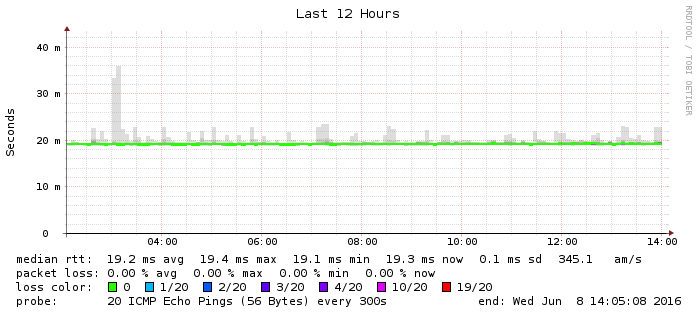 Last 12 Hours
RRDTOOL / TOBI OETIKER
Seconds
40 m
30 m
20 m
10 m
0
04:00 06:00 08:00 10:00 12:00 14:00
median rtt: 19.2 ms avg 19.4 ms max 19.1 ms min 19.3 ms now 0.1 ms sd 345.1 am/s
packet loss: 0.00 % avg 0.00 % max 0.00 % min 0.00 % now
loss color: 0 1/20 2/20 3/20 4/20 10/20 19/20
probe: 20 ICMP Echo Pings (56 Bytes) every 300s end: Wed Jun 8 14:05:08 2016